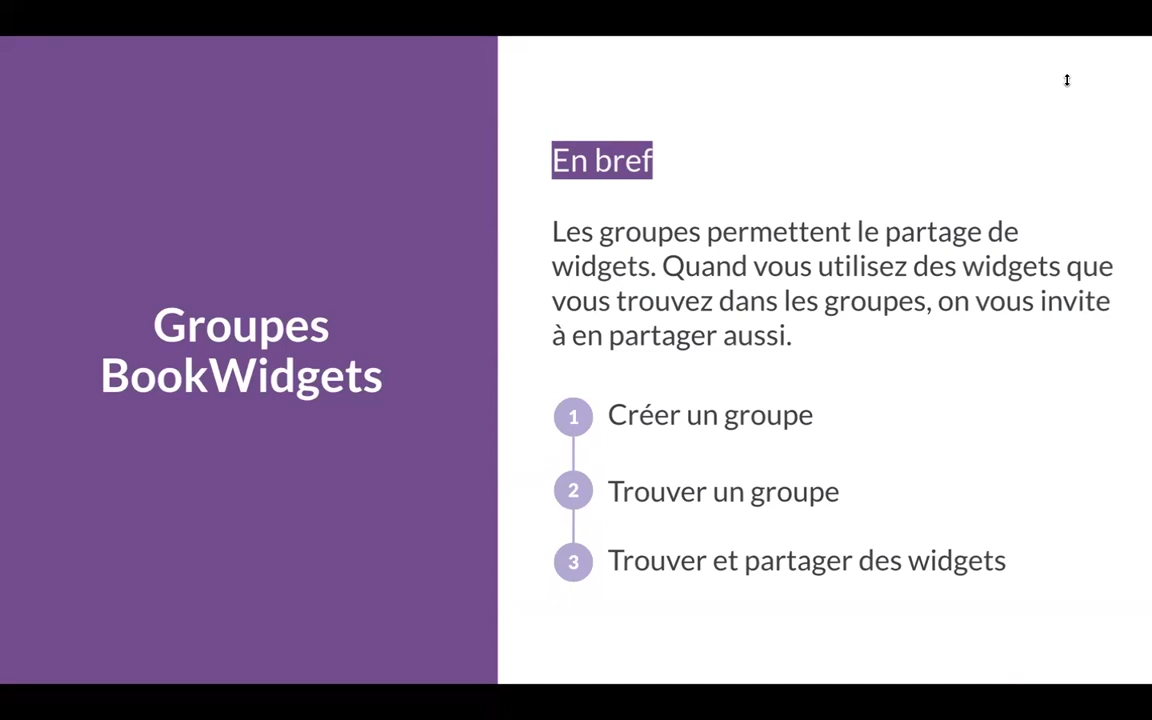 Groupes
BookWidgets
En bref
Les groupes permettent le partage de
widgets. Quand vous utilisez des widgets que
vous trouvez dans les groupes, on vous invite
à en partager aussi.
1 Créer un groupe
2 Trouver un groupe
3 Trouver et partager des widgets